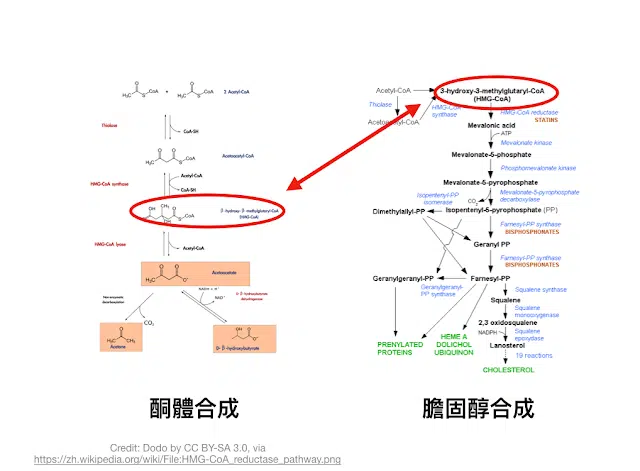 2 Acetyl-CoA
Thiolase
CoA-SH
Acetoacetyl-CoA
Acetyl-CoA
HMG-CoA synthase
CoA-SH
β-hydroxy-β-methylglutaryl-CoA
(HMG-CoA)
HMG-CoA lyase
Acetyl-CoA
Acetoacetate
Non enzymatic
decarboxylation
NADH + H⁺
NAD⁺
CO₂
Acetone
D-β-hydroxybutyrate
酮體合成
Acetyl-CoA
3-hydroxy-3-methylglutaryl-CoA
(HMG-CoA)
Thiolase
HMG-CoA
synthase
Acetoacetyl-CoA
HMG-CoA reductase
STATINS
Mevalonic acid
ATP
Mevalonate kinase
Mevalonate-5-phosphate
Phosphomevalonate kinase
Mevalonate-5-pyrophosphate
CO₂
Mevalonate-5-pyrophosphate
decarboxylase
Isopentenyl-PP
isomerase
Dimethylallyl-PP
Isopentenyl-5-pyrophosphate (PP)
Farnesyl-PP synthase
BISPHOSPHONATES
Geranyl PP
Farnesyl-PP synthase
BISPHOSPHONATES
Geranylgeranyl-PP
Farnesyl-PP
Geranylgeranyl-
PP synthase
Squalene synthase
Squalene
Squalene
monooxygenase
2,3 oxidosqualene
NADPH
Squalene
epoxydase
Lanosterol
19 reactions
PRENYLATED
PROTEINS
HEME A
DOLICHOL
UBIQUINON
CHOLESTEROL
膽固醇合成
Credit: Dodo by CC BY-SA 3.0, via
https://zh.wikipedia.org/wiki/File:HMG-CoA_reductase_pathway.png